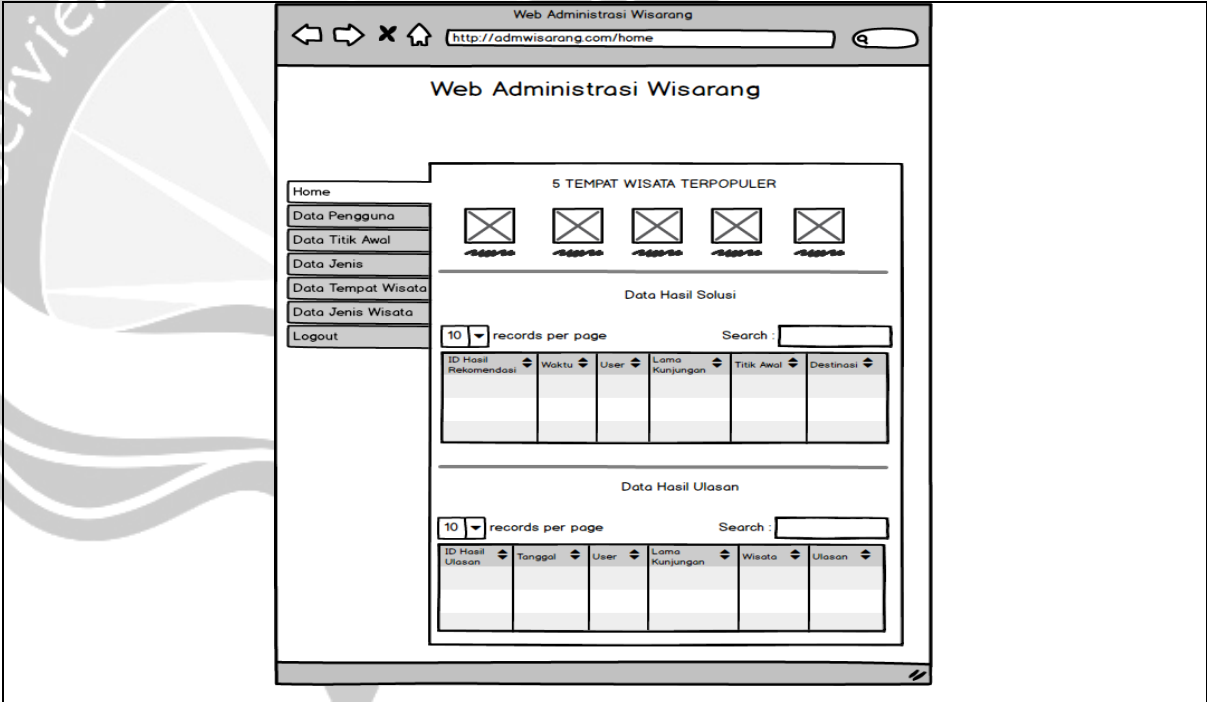 Web Administrasi Wisarang
http://admwisarang.com/home
Web Administrasi Wisarang
Home
Data Pengguna
Data Titik Awal
Data Jenis
Data Tempat Wisata
Data Jenis Wisata
Logout
5 TEMPAT WISATA TERPOPULER
Data Hasil Solusi
10 records per page Search :
ID Hasil Rekomendasi Waktu User Lama Kunjungan Titik Awal Destinasi
Data Hasil Ulasan
10 records per page Search :
ID Hasil Ulasan Tanggal User Lama Kunjungan Wisata Ulasan